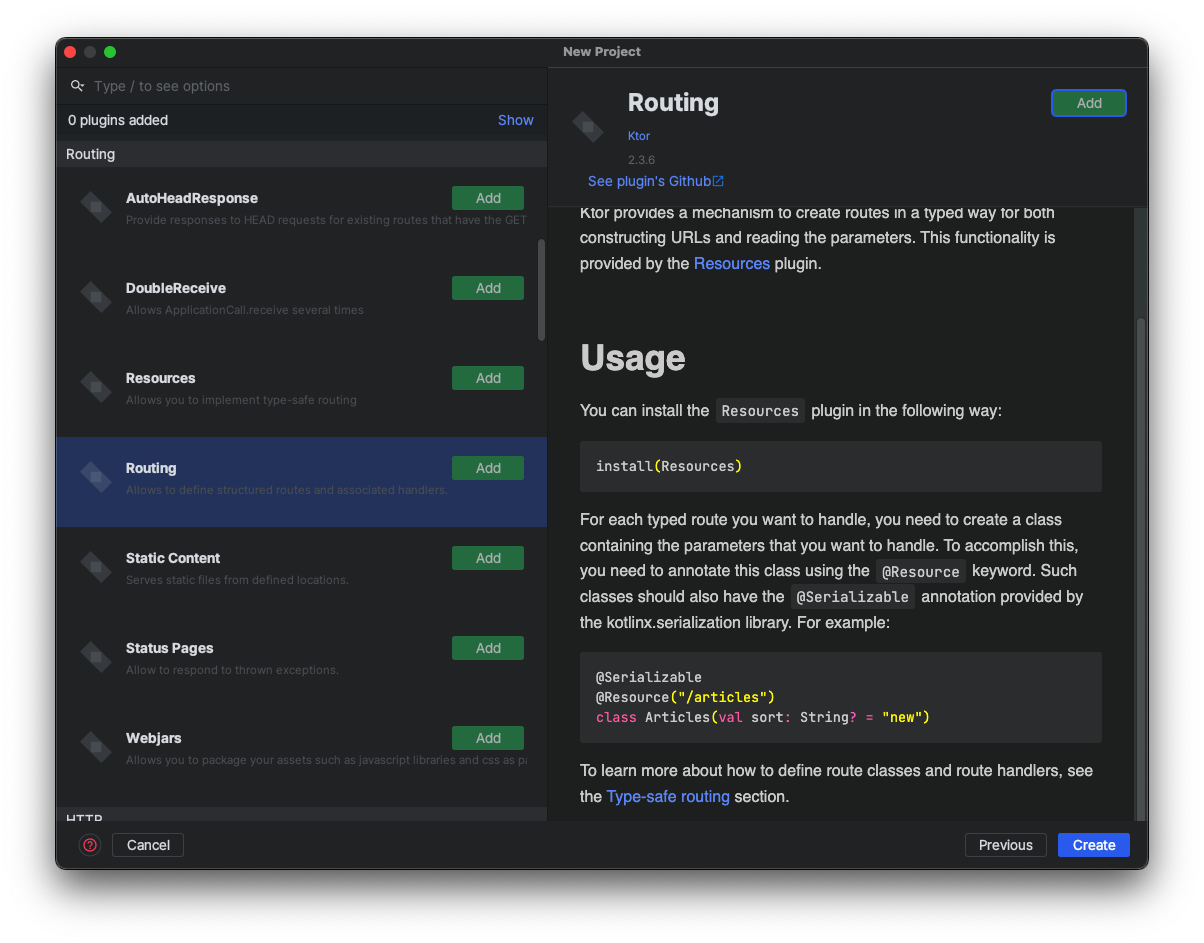 New Project
Type / to see options
0 plugins added
Show
Routing
AutoHeadResponse
Add
Provide responses to HEAD requests for existing routes that have the GET
DoubleReceive
Add
Allows ApplicationCall.receive several times
Resources
Add
Allows you to implement type-safe routing
Routing
Add
Allows to define structured routes and associated handlers.
Static Content
Add
Serves static files from defined locations.
Status Pages
Add
Allow to respond to thrown exceptions.
Webjars
Add
Allows you to package your assets such as javascript libraries and css as pa
HTTP
Routing
Add
Ktor
2.3.6
See plugin's Github
Ktor provides a mechanism to create routes in a typed way for both
constructing URLs and reading the parameters. This functionality is
provided by the Resources plugin.
Usage
You can install the Resources plugin in the following way:
install(Resources)
For each typed route you want to handle, you need to create a class
containing the parameters that you want to handle. To accomplish this,
you need to annotate this class using the @Resource keyword. Such
classes should also have the @Serializable annotation provided by
the kotlinx.serialization library. For example:
@Serializable
@Resource("/articles")
class Articles(val sort: String? = "new")
To learn more about how to define route classes and route handlers, see
the Type-safe routing section.
?
Cancel
Previous
Create